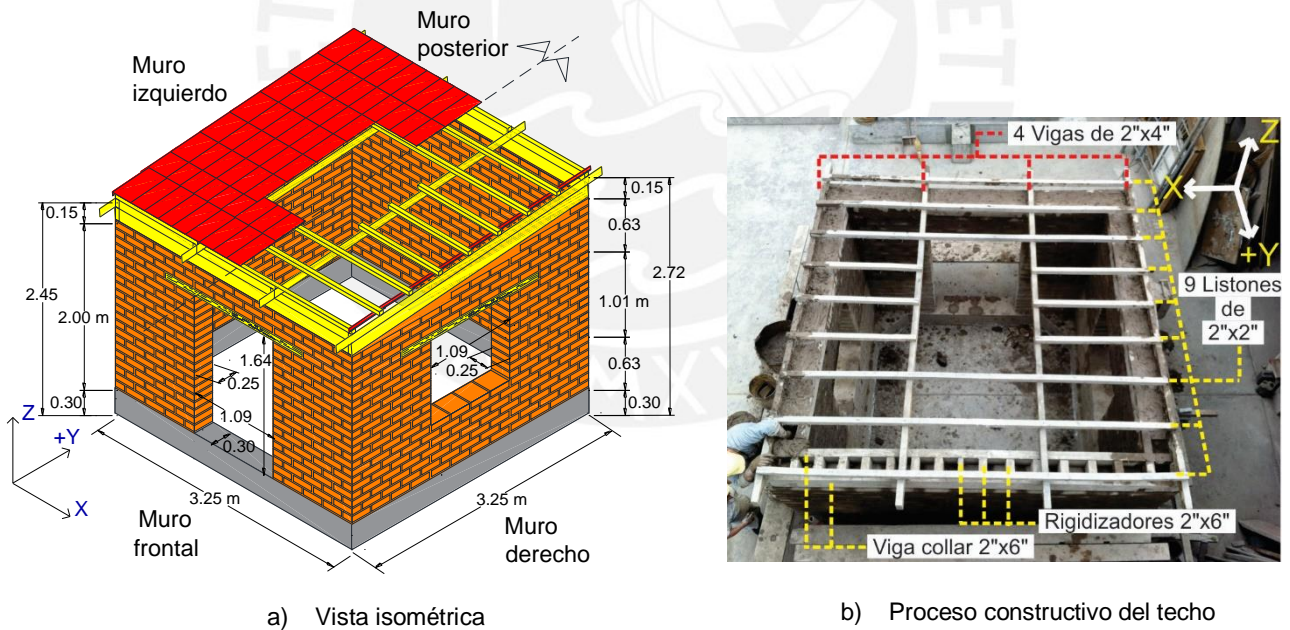 Muro
posterior
Muro
izquierdo
0.15
2.45
2.00 m
0.30
0.15
0.63
2.72
1.01 m
0.63
0.30
1.64
0.25
1.09
0.30
1.09
0.25
Z
+Y
X
3.25 m
3.25 m
Muro
frontal
Muro
derecho
a) Vista isométrica
4 Vigas de 2"x4"
Z
X
+Y
9 Listones
de
2"x2"
Rigidizadores 2"x6"
Viga collar 2"x6"
b) Proceso constructivo del techo